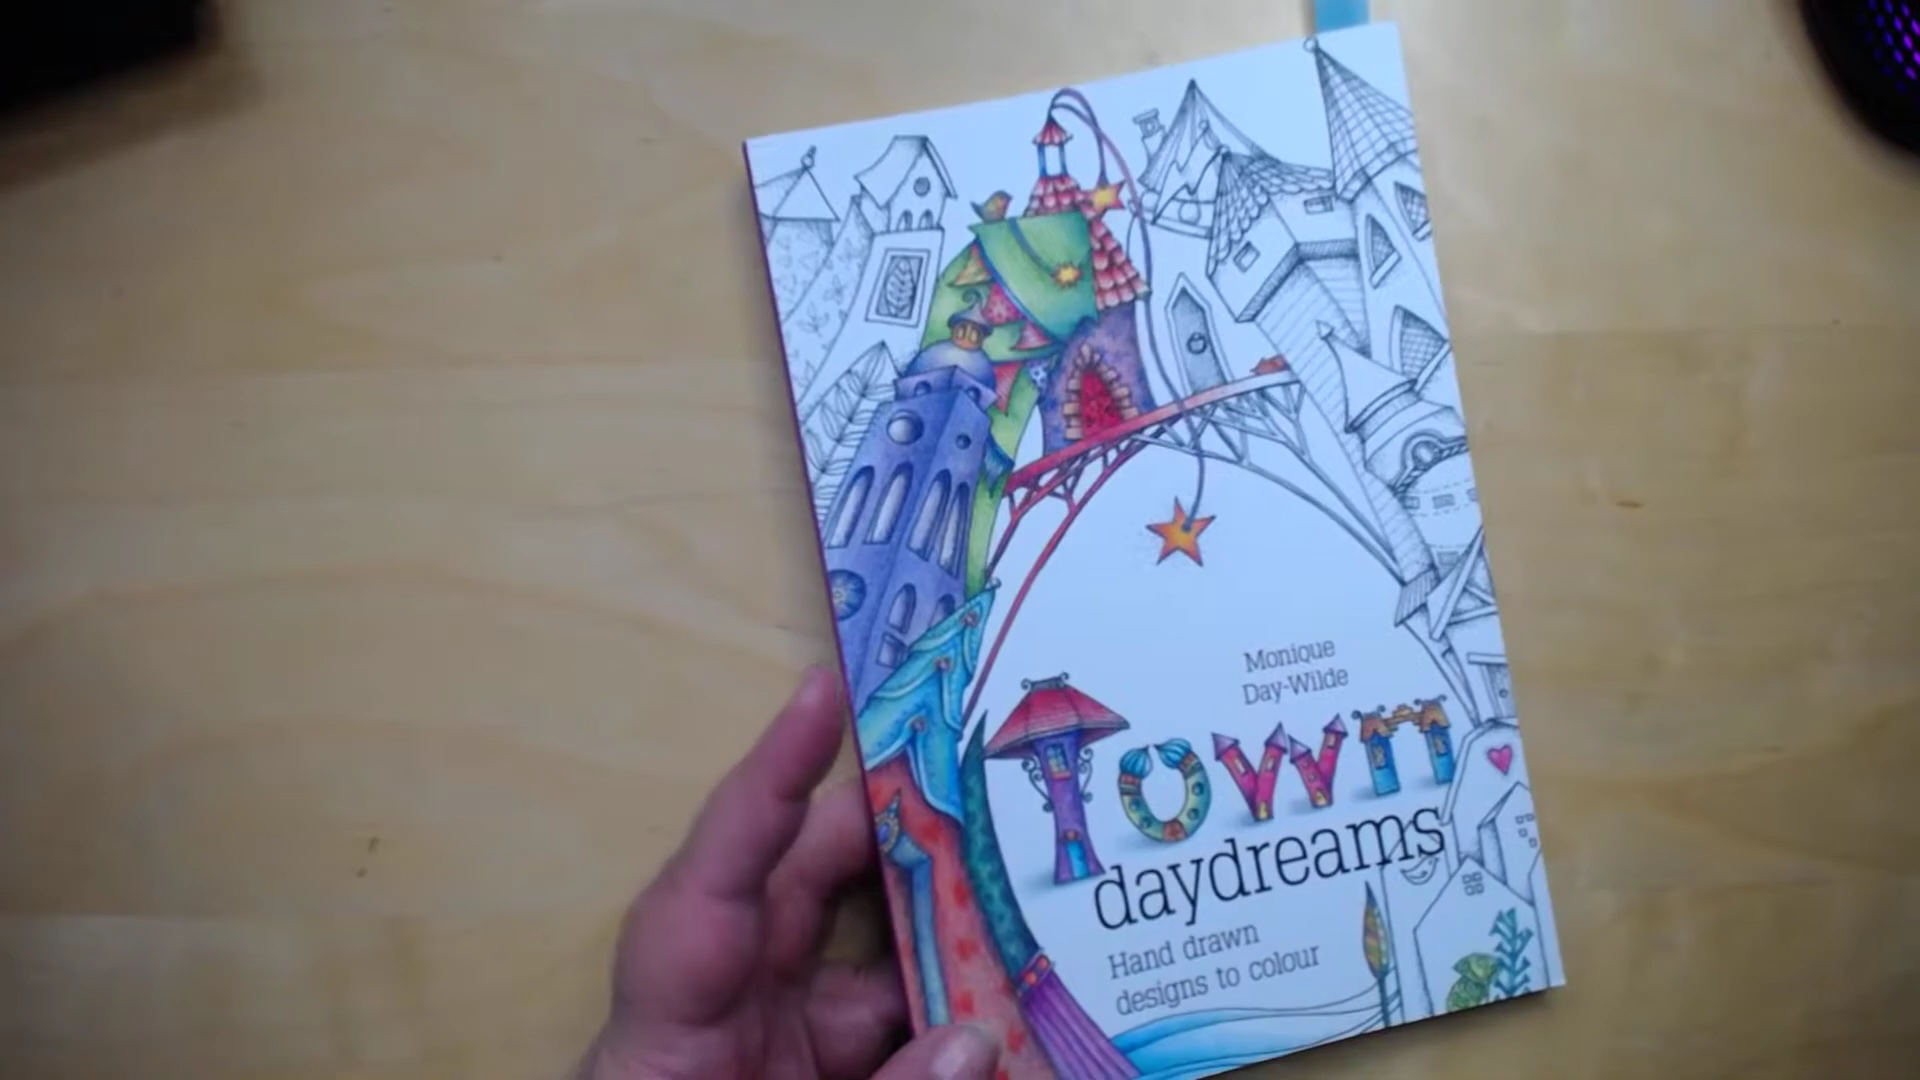 Monique
Day-Wilde
Town
daydreams
Hand drawn
designs to colour